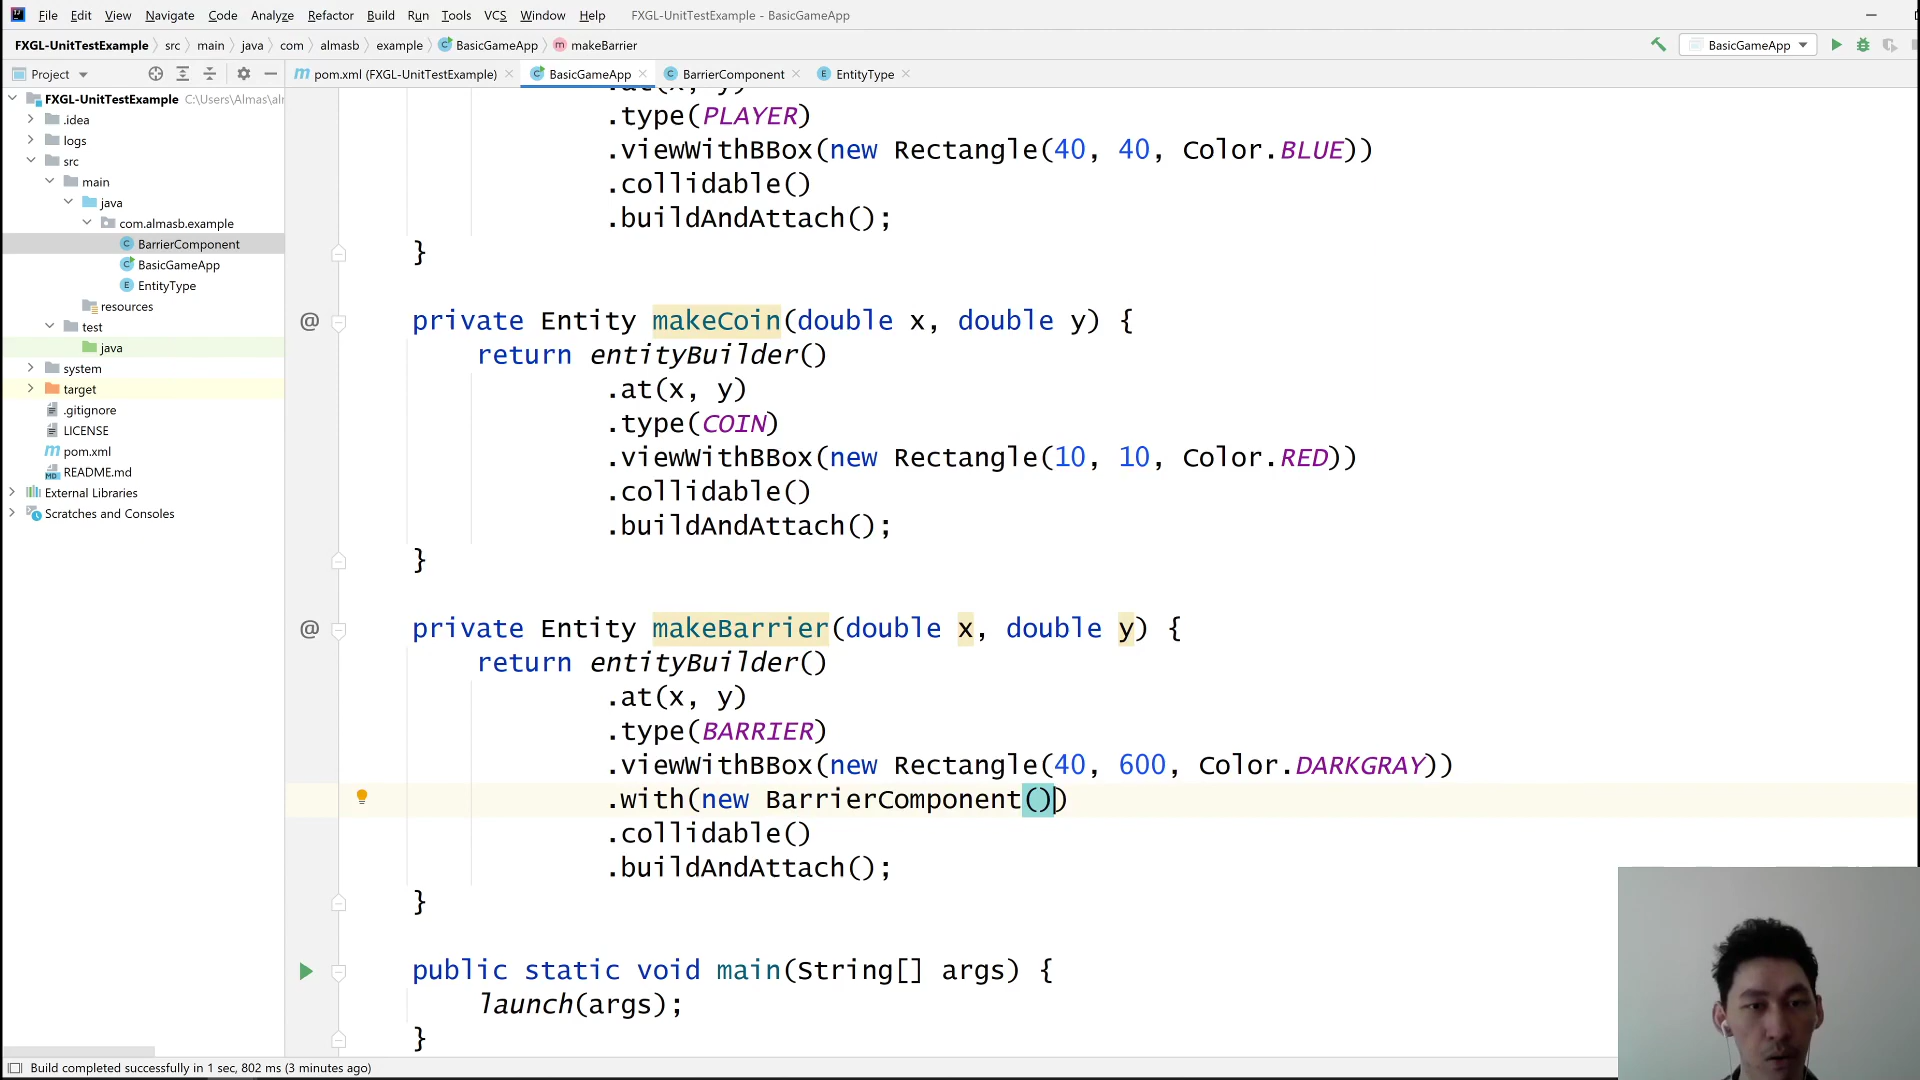 File Edit View Navigate Code Analyze Refactor Build Run Tools VCS Window Help FXGL-UnitTestExample - BasicGameApp
FXGL-UnitTestExample src main java com almasb example BasicGameApp makeBarrier BasicGameApp
Project
pom.xml (FXGL-UnitTestExample) BasicGameApp BarrierComponent EntityType
FXGL-UnitTestExample C:\Users\Almas\alm
.idea
logs
src
main
java
com.almasb.example
BarrierComponent
BasicGameApp
EntityType
resources
test
java
system
target
.gitignore
LICENSE
pom.xml
README.md
External Libraries
Scratches and Consoles
.at(x, y)
.type(PLAYER)
.viewWithBBox(new Rectangle(40, 40, Color.BLUE))
.collidable()
.buildAndAttach();
}
private Entity makeCoin(double x, double y) {
return entityBuilder()
.at(x, y)
.type(COIN)
.viewWithBBox(new Rectangle(10, 10, Color.RED))
.collidable()
.buildAndAttach();
}
private Entity makeBarrier(double x, double y) {
return entityBuilder()
.at(x, y)
.type(BARRIER)
.viewWithBBox(new Rectangle(40, 600, Color.DARKGRAY))
.with(new BarrierComponent())
.collidable()
.buildAndAttach();
}
public static void main(String[] args) {
launch(args);
}
Build completed successfully in 1 sec, 802 ms (3 minutes ago)